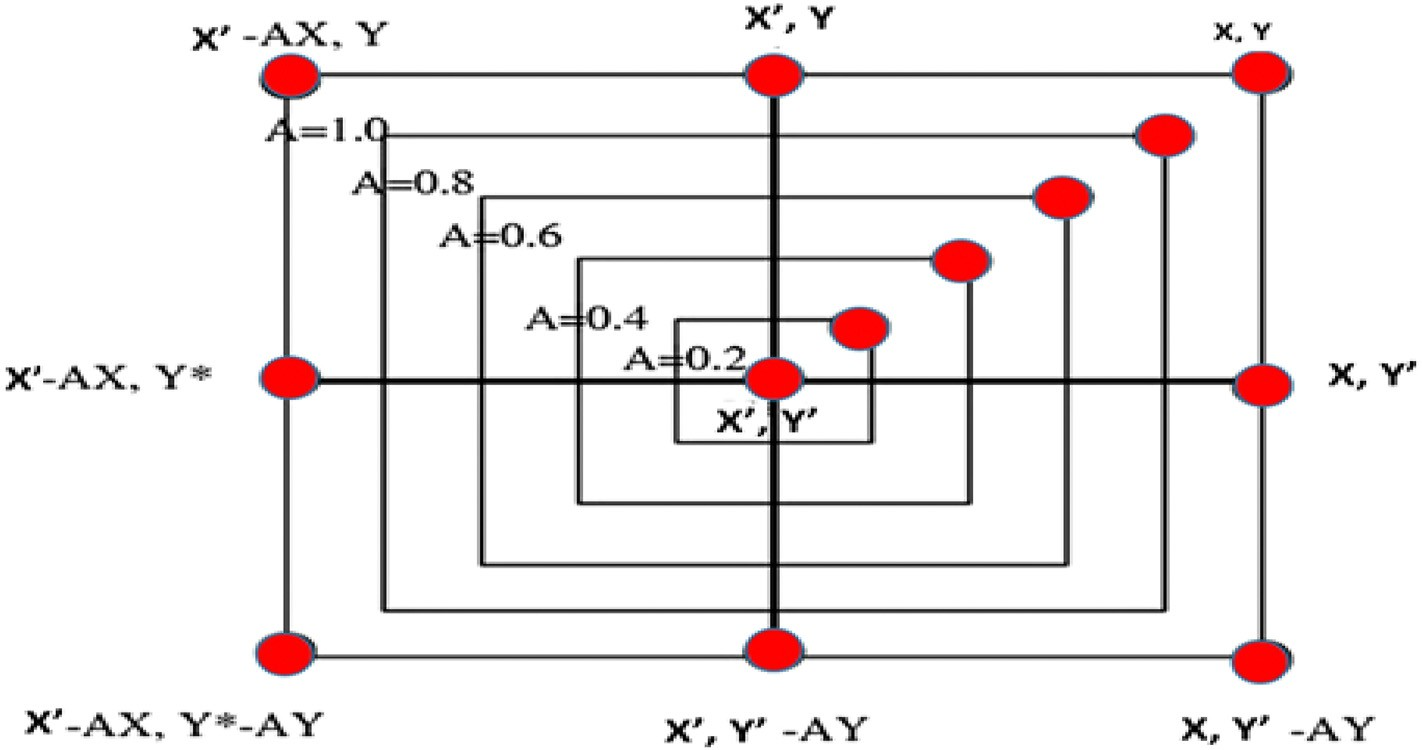 X' -AX, Y
X', Y
X, Y
A=1.0
A=0.8
A=0.6
A=0.4
A=0.2
X'-AX, Y*
X, Y'
X', Y'
X'-AX, Y*-AY
X', Y' -AY
X, Y' -AY